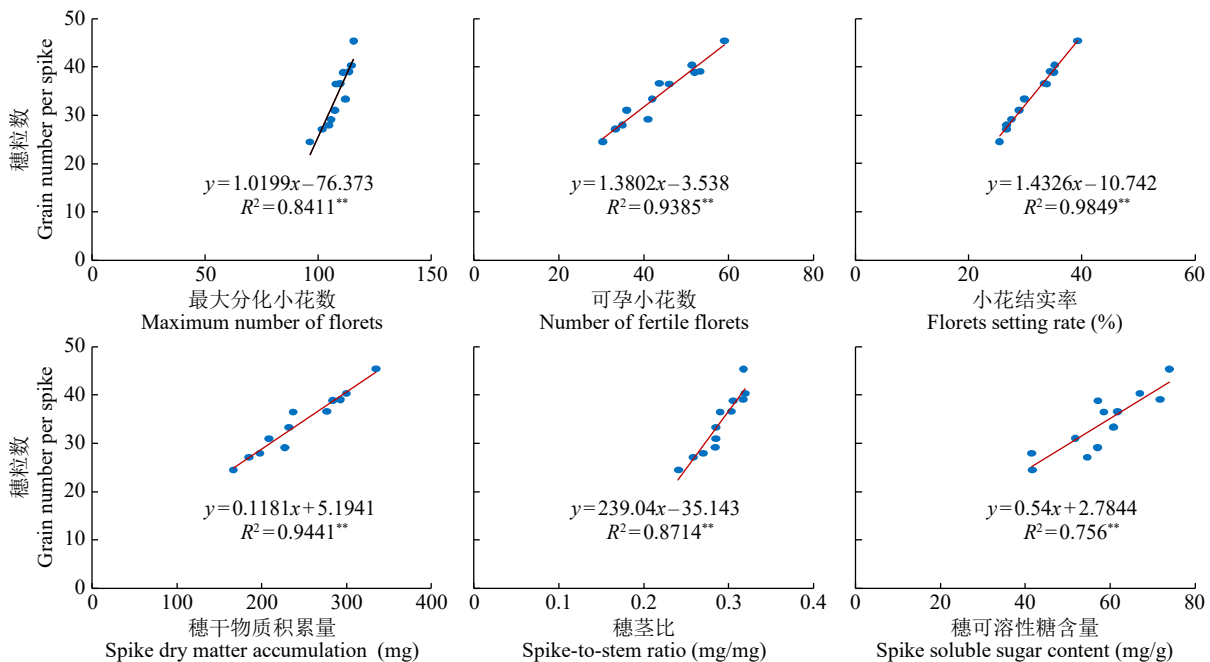 50
40
30
20
10
0
穗粒数
Grain number per spike
y=1.0199x–76.373
R²=0.8411**
0 50 100 150
最大分化小花数
Maximum number of florets
y=1.3802x–3.538
R²=0.9385**
0 20 40 60 80
可孕小花数
Number of fertile florets
y=1.4326x–10.742
R²=0.9849**
0 20 40 60
小花结实率
Florets setting rate (%)
50
40
30
20
10
0
穗粒数
Grain number per spike
y=0.1181x+5.1941
R²=0.9441**
0 100 200 300 400
穗干物质积累量
Spike dry matter accumulation (mg)
y=239.04x–35.143
R²=0.8714**
0 0.1 0.2 0.3 0.4
穗茎比
Spike-to-stem ratio (mg/mg)
y=0.54x+2.7844
R²=0.756**
0 20 40 60 80
穗可溶性糖含量
Spike soluble sugar content (mg/g)